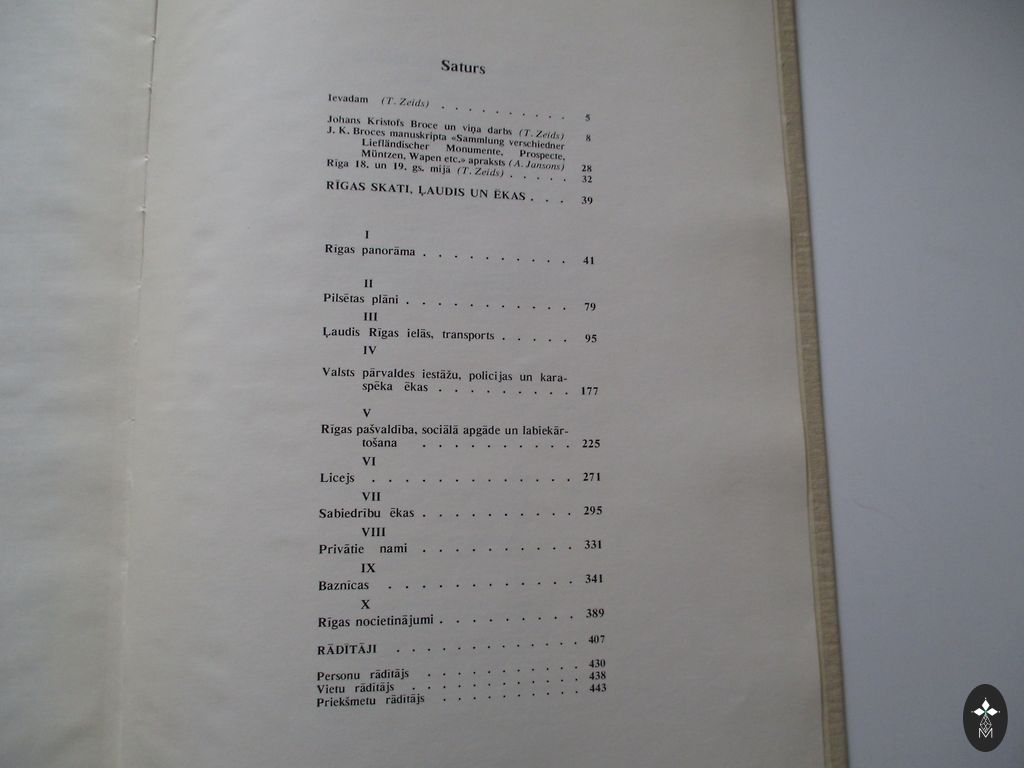 Saturs
Ievadam (T. Zeids) . . . . . . . . . 5
Johans Kristofs Broce un viņa darbs (T. Zeids) 8
J. K. Broces manuskripta «Sammlung verschiedner
Liefländischer Monumente, Prospecte,
Müntzen, Wapen etc.» apraksts (A. Jansons) 28
Rīga 18. un 19. gs. mijā (T. Zeids) . . . . . 32
RĪGAS SKATI, ĻAUDIS UN ĒKAS . . . 39
I
Rīgas panorāma . . . . . . . . . . 41
II
Pilsētas plāni . . . . . . . . . . . 79
III
Ļaudis Rīgas ielās, transports . . . . . 95
IV
Valsts pārvaldes iestāžu, policijas un kara-
spēka ēkas . . . . . . . . . 177
V
Rīgas pašvaldība, sociālā apgāde un labiekār-
tošana . . . . . . . . . . 225
VI
Licejs . . . . . . . . . . . . . 271
VII
Sabiedrību ēkas . . . . . . . . . . 295
VIII
Privātie nami . . . . . . . . . . 331
IX
Baznīcas . . . . . . . . . . . . 341
X
Rīgas nocietinājumi . . . . . . . . . 389
RĀDĪTĀJI . . . . . . . . . . . . 407
Personu rādītājs . . . . . . . . . . 430
Vietu rādītājs . . . . . . . . . . . 438
Priekšmetu rādītājs . . . . . . . . . 443
M